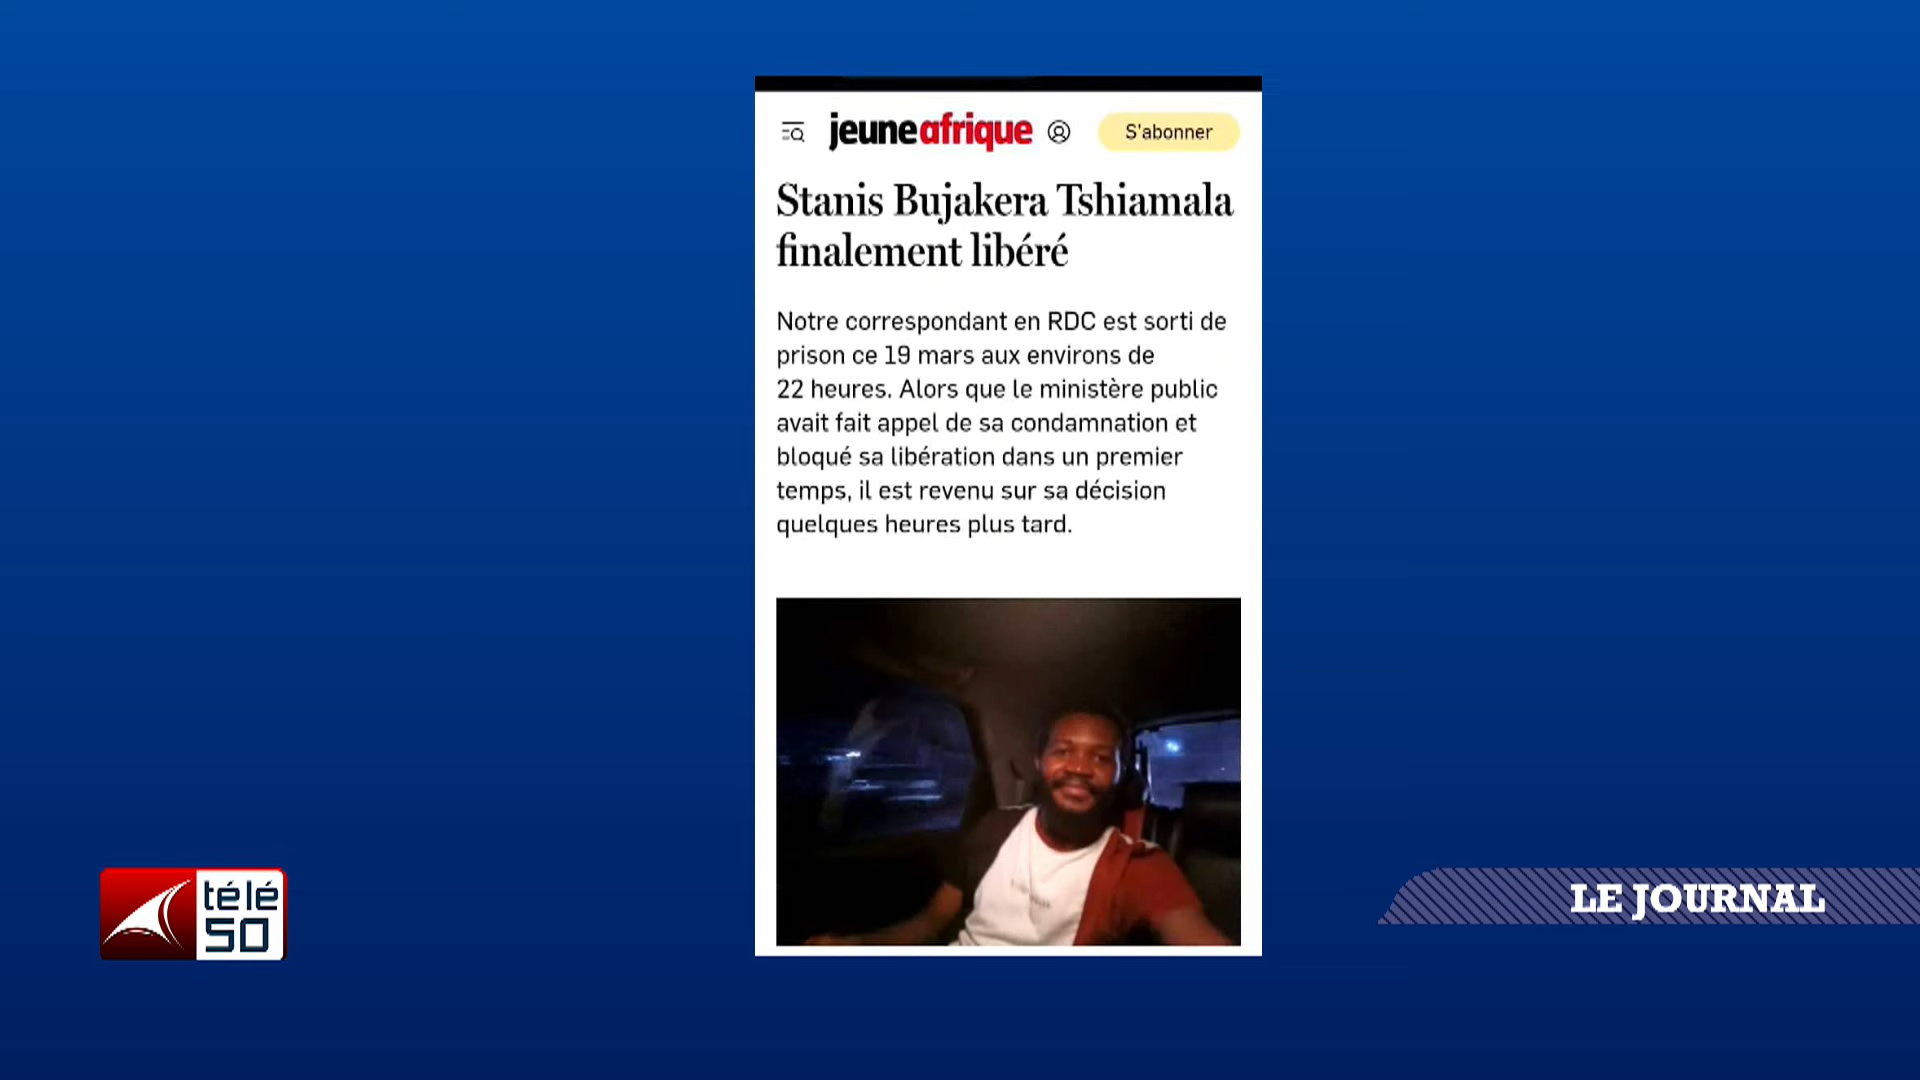 jeune afrique
S'abonner
Stanis Bujakera Tshiamala
finalement libéré
Notre correspondant en RDC est sorti de
prison ce 19 mars aux environs de
22 heures. Alors que le ministère public
avait fait appel de sa condamnation et
bloqué sa libération dans un premier
temps, il est revenu sur sa décision
quelques heures plus tard.
télé
50
LE JOURNAL